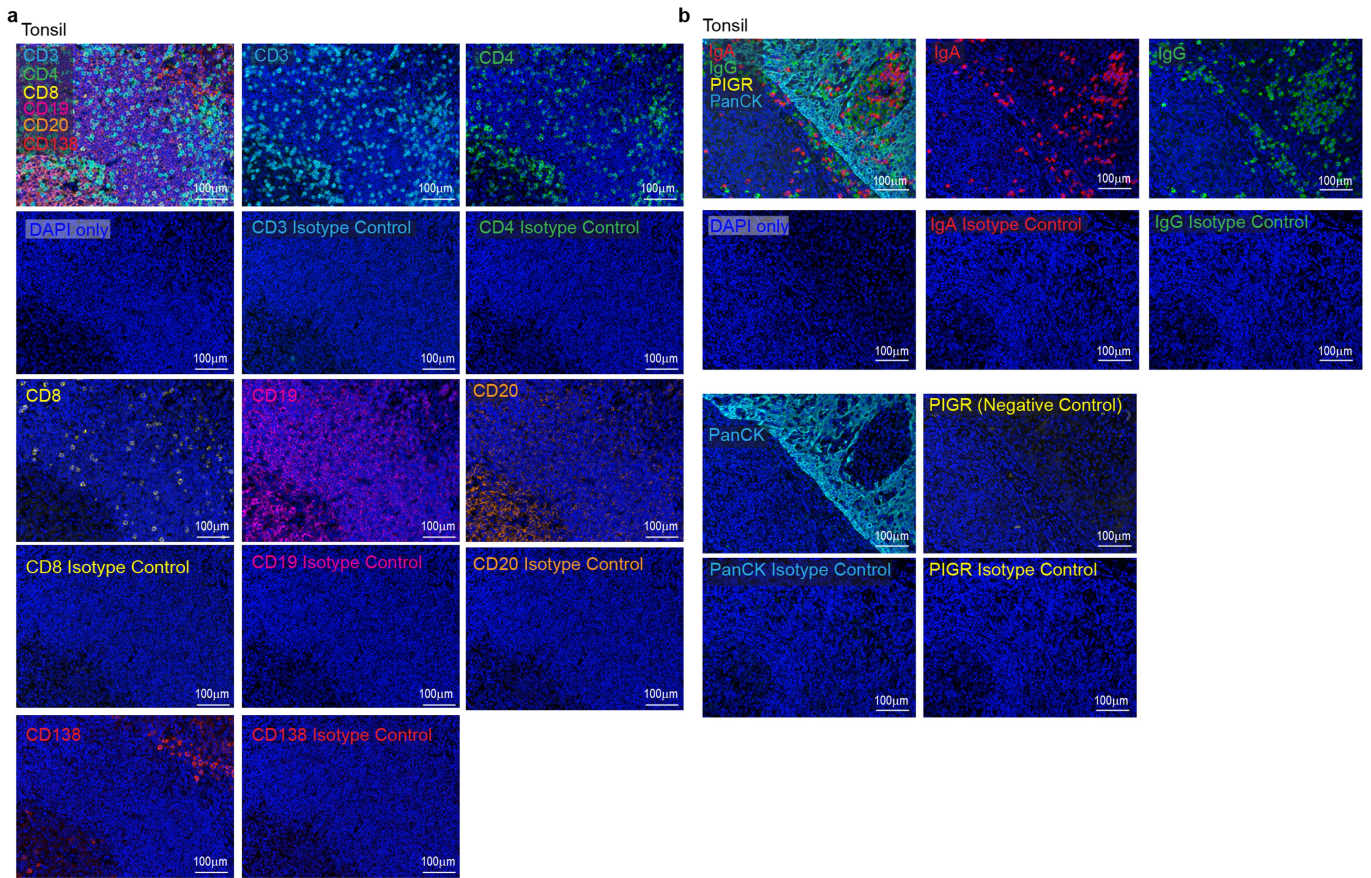 a
Tonsil
CD3
CD4
CD8
CD19
CD20
CD138
100μm
CD3
100μm
CD4
100μm
DAPI only
100μm
CD3 Isotype Control
100μm
CD4 Isotype Control
100μm
CD8
100μm
CD19
100μm
CD20
100μm
CD8 Isotype Control
100μm
CD19 Isotype Control
100μm
CD20 Isotype Control
100μm
CD138
100μm
CD138 Isotype Control
100μm
b
Tonsil
IgA
IgG
PIGR
PanCK
100μm
IgA
100μm
IgG
100μm
DAPI only
100μm
IgA Isotype Control
100μm
IgG Isotype Control
100μm
PanCK
100μm
PIGR (Negative Control)
100μm
PanCK Isotype Control
100μm
PIGR Isotype Control
100μm